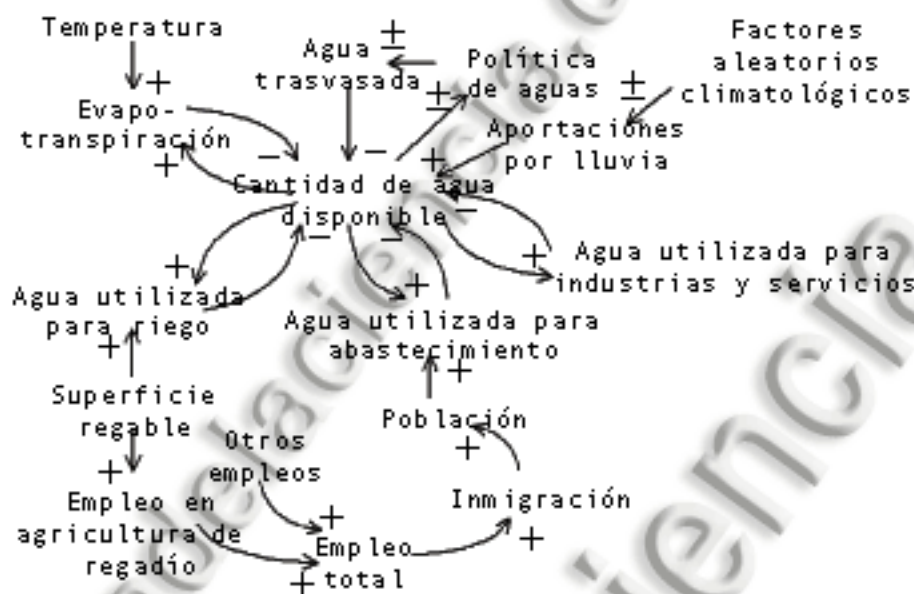 Temperatura
+
Evapo-
transpiración
+
Agua
trasvasada
+
−
Política
de aguas
+
−
Factores
aleatorios
climatológicos
+
−
Aportaciones
por lluvia
+
−
−
Cantidad de agua
disponible
−
−
−
+
Agua utilizada
para riego
+
+
Agua utilizada para
abastecimiento
+
+
Agua utilizada para
industrias y servicios
Superficie
regable
+
Empleo en
agricultura de
regadío
Otros
empleos
+
Empleo
+ total
Población
+
Inmigración
+
delaciencia
ciencia